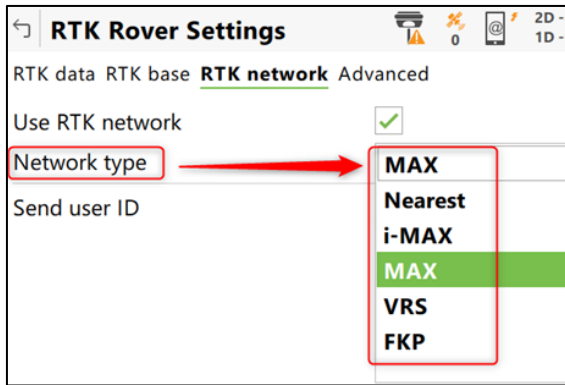 RTK Rover Settings 0 @ 2D -
1D -
RTK data RTK base RTK network Advanced
Use RTK network
Network type MAX
Send user ID Nearest
i-MAX
MAX
VRS
FKP